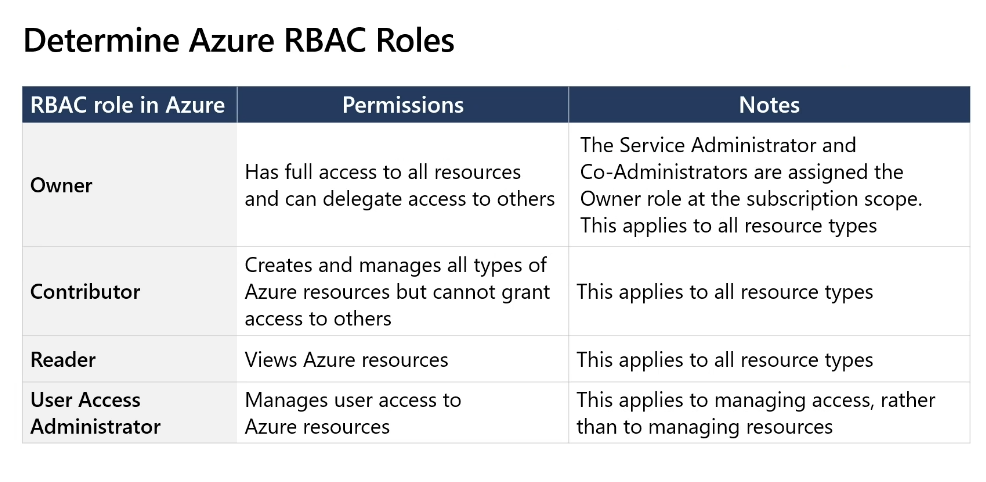 Determine Azure RBAC Roles
RBAC role in Azure
Permissions
Notes
Owner
Has full access to all resources
and can delegate access to others
The Service Administrator and
Co-Administrators are assigned the
Owner role at the subscription scope.
This applies to all resource types
Contributor
Creates and manages all types of
Azure resources but cannot grant
access to others
This applies to all resource types
Reader
Views Azure resources
This applies to all resource types
User Access
Administrator
Manages user access to
Azure resources
This applies to managing access, rather
than to managing resources